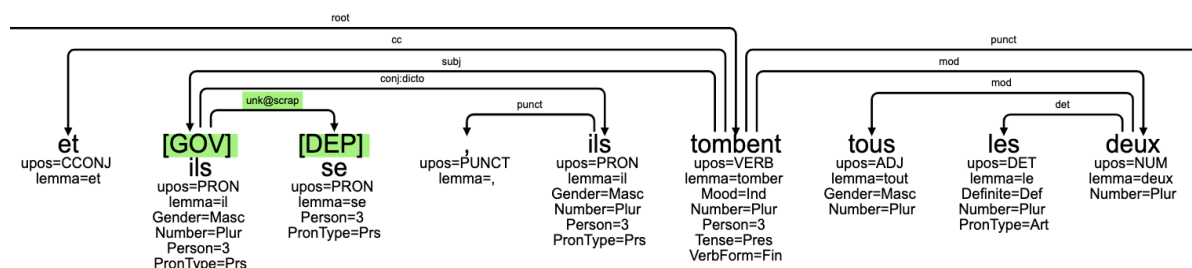 root
cc
punct
subj
mod
conj:dicto
mod
unk@scrap
punct
det
et [GOV] [DEP] , ils tombent tous les deux
ils se
upos=CCONJ
lemma=et
upos=PRON
lemma=il
Gender=Masc
Number=Plur
Person=3
PronType=Prs
upos=PRON
lemma=se
Person=3
PronType=Prs
upos=PUNCT
lemma=,
upos=PRON
lemma=il
Gender=Masc
Number=Plur
Person=3
PronType=Prs
upos=VERB
lemma=tomber
Mood=Ind
Number=Plur
Person=3
Tense=Pres
VerbForm=Fin
upos=ADJ
lemma=tout
Gender=Masc
Number=Plur
upos=DET
lemma=le
Definite=Def
Number=Plur
PronType=Art
upos=NUM
lemma=deux
Number=Plur